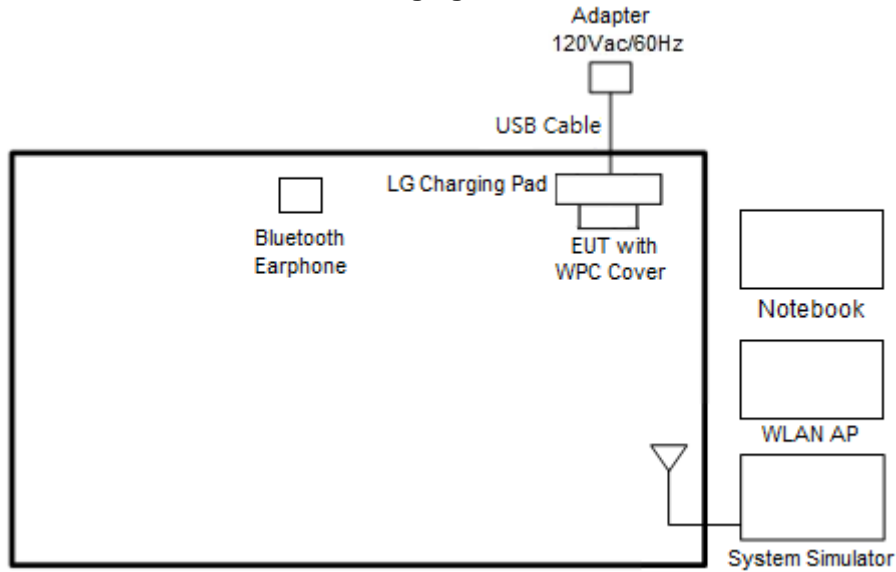 Adapter
120Vac/60Hz
USB Cable
LG Charging Pad
Bluetooth
Earphone
EUT with
WPC Cover
Notebook
WLAN AP
System Simulator